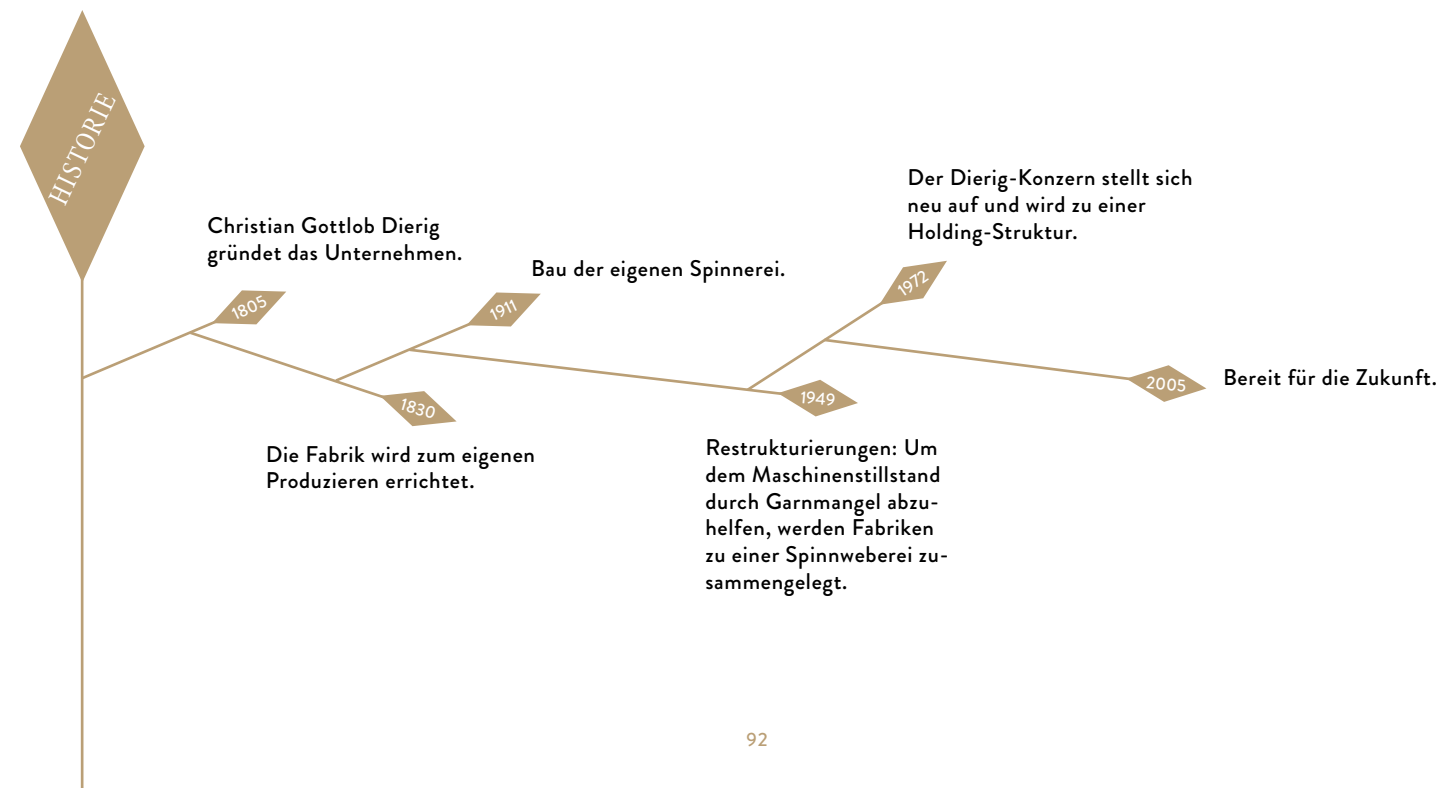 HISTORIE
Christian Gottlob Dierig
gründet das Unternehmen.
1805
Die Fabrik wird zum eigenen
Produzieren errichtet.
1830
Bau der eigenen Spinnerei.
1911
Restrukturierungen: Um
dem Maschinenstillstand
durch Garnmangel abzu-
helfen, werden Fabriken
zu einer Spinnweberei zu-
sammengelegt.
1949
Der Dierig-Konzern stellt sich
neu auf und wird zu einer
Holding-Struktur.
1972
2005
Bereit für die Zukunft.
92